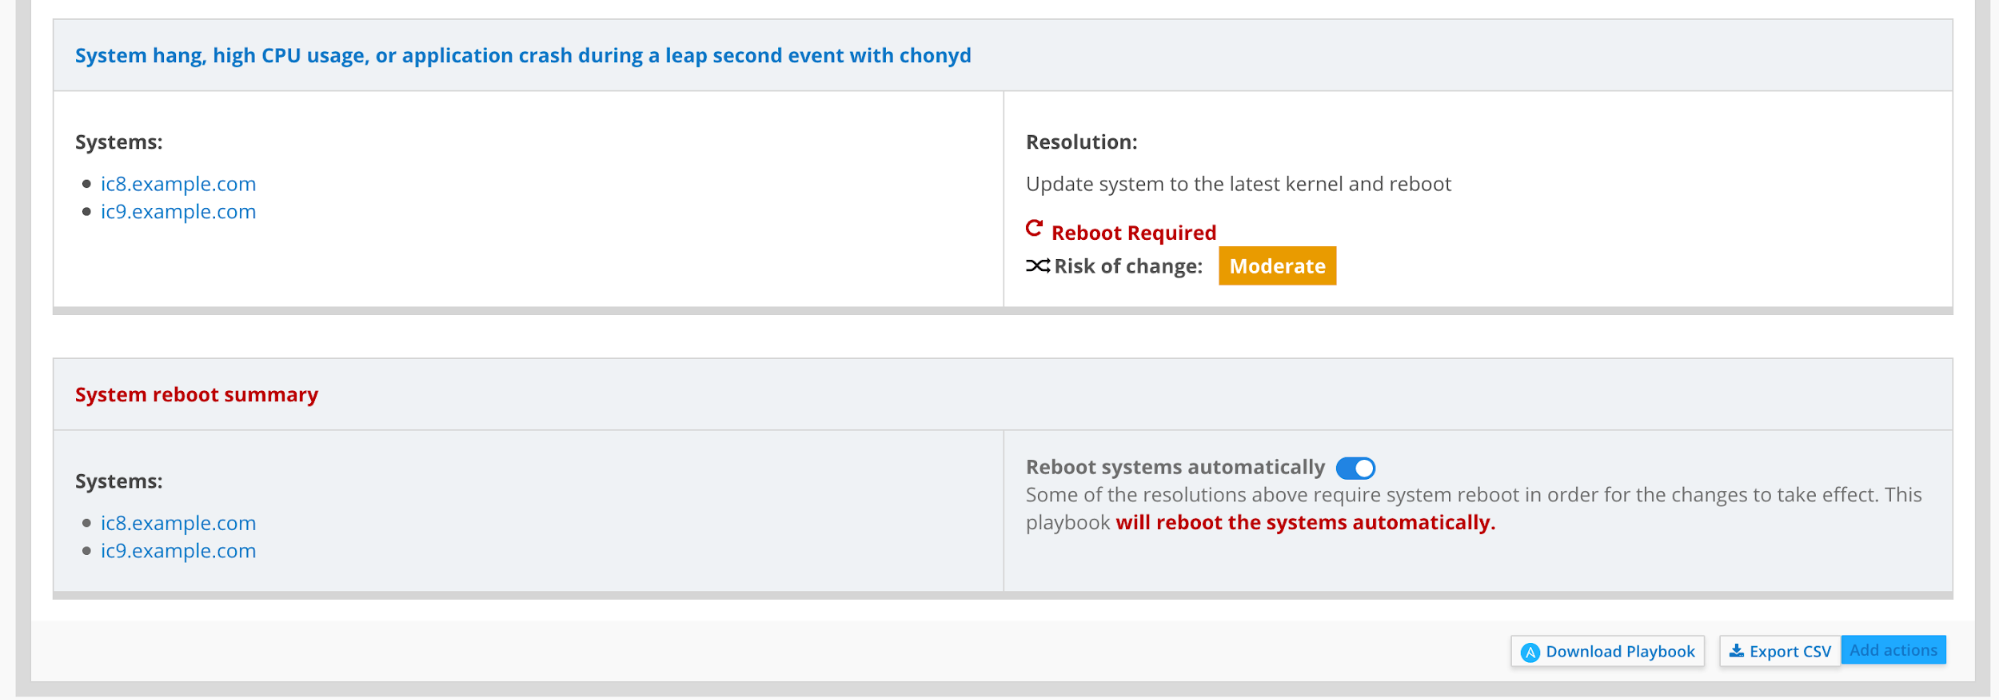 System hang, high CPU usage, or application crash during a leap second event with chonyd
Systems:
ic8.example.com
ic9.example.com
Resolution:
Update system to the latest kernel and reboot
Reboot Required
Risk of change: Moderate
System reboot summary
Systems:
ic8.example.com
ic9.example.com
Reboot systems automatically
Some of the resolutions above require system reboot in order for the changes to take effect. This
playbook will reboot the systems automatically.
A Download Playbook
Export CSV
Add actions